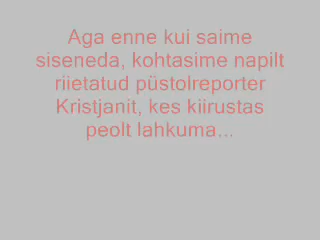 Aga enne kui saime
siseneda, kohtasime napilt
riietatud püstolreporter
Kristjanit, kes kiirustas
peolt lahkuma...